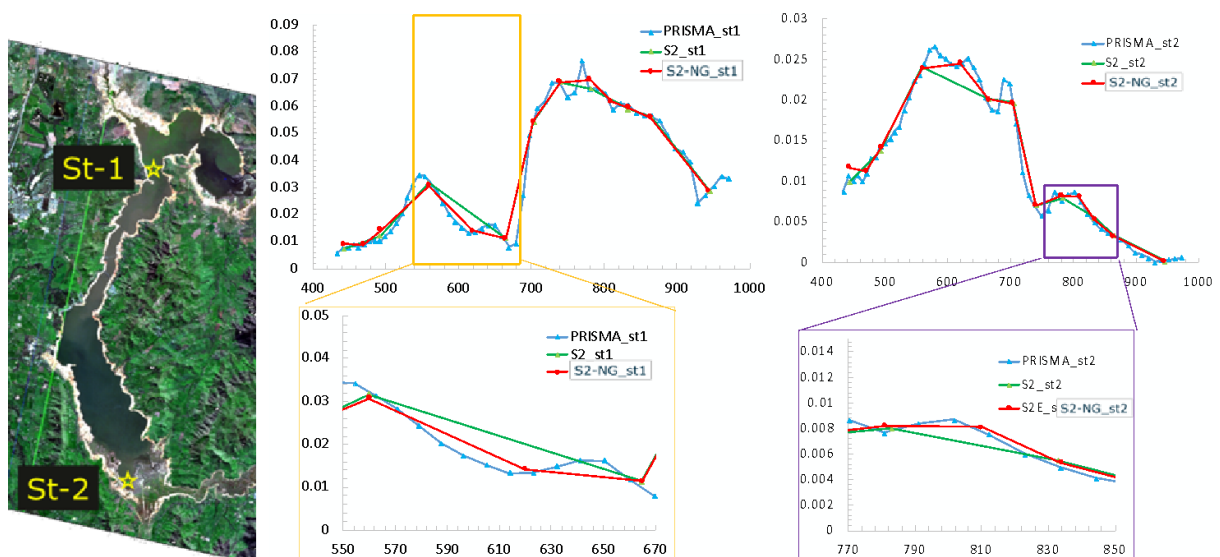 St-1
St-2
0.09
0.08
0.07
0.06
0.05
0.04
0.03
0.02
0.01
0
400 500 600 700 800 900 1000
PRISMA_st1
S2_st1
S2-NG_st1
0.03
0.025
0.02
0.015
0.01
0.005
0
400 500 600 700 800 900 1000
PRISMA_st2
S2_st2
S2-NG_st2
0.05
0.04
0.03
0.02
0.01
0
550 570 590 610 630 650 670
PRISMA_st1
S2_st1
S2-NG_st1
0.014
0.012
0.01
0.008
0.006
0.004
0.002
0
770 790 810 830 850
PRISMA_st2
S2_st2
S2E_s S2-NG_st2